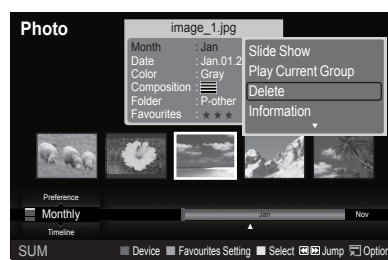 Photo
image_1.jpg
Month : Jan
Date : Jan.01.2
Color : Gray
Composition :
Folder : P-other
Favourites : ★ ★ ★
Slide Show
Play Current Group
Delete
Information
Preference
Monthly
Timeline
Jan
Nov
SUM
Device
Favourites Setting
Select
Jump
Option